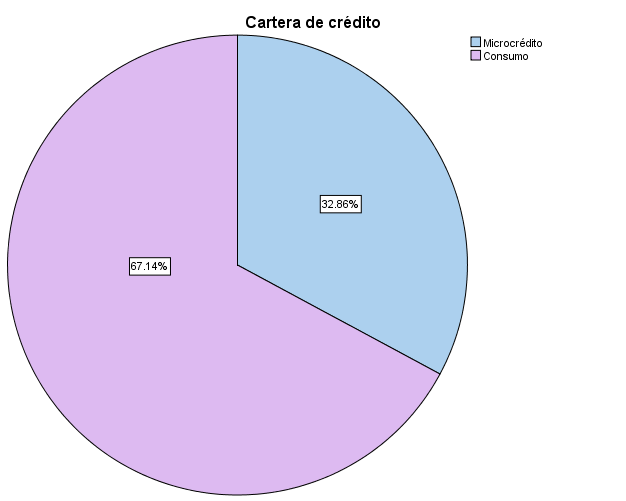 Cartera de crédito
Microcrédito
Consumo
32.86%
67.14%